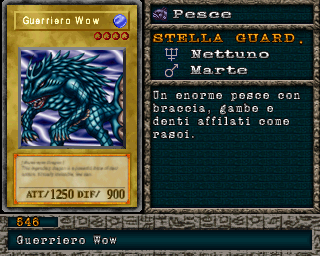 Guerriero Wow
ATT/1250 DIF/ 900
Pesce
STELLA GUARD.
Nettuno
Marte
Un enorme pesce con
braccia, gambe e
denti affilati come
rasoi.
546
Guerriero Wow